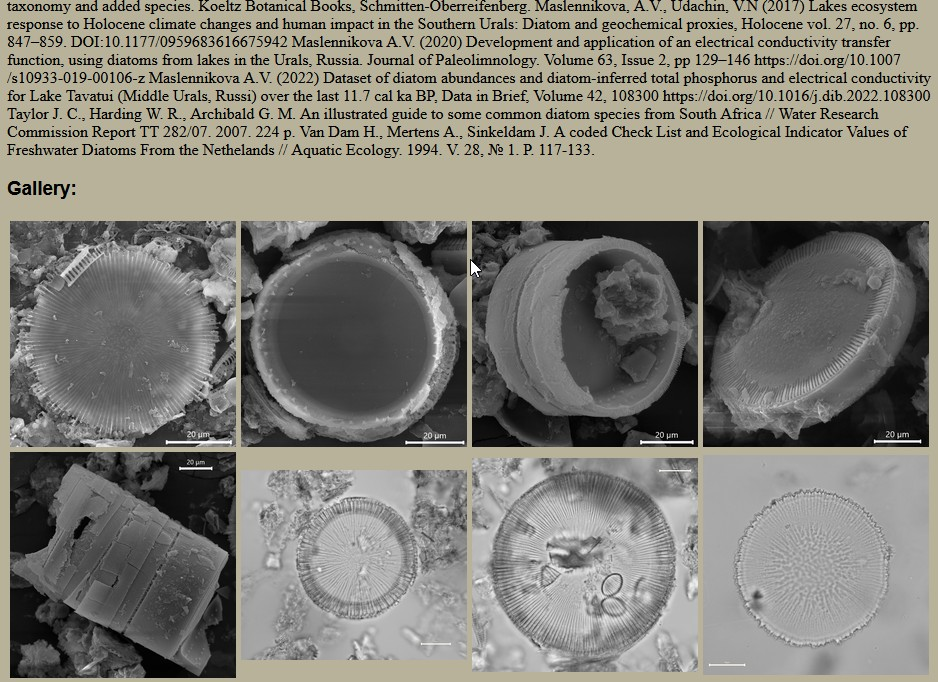 taxonomy and added species. Koeltz Botanical Books, Schmitten-Oberreifenberg. Maslennikova, A.V., Udachin, V.N (2017) Lakes ecosystem
response to Holocene climate changes and human impact in the Southern Urals: Diatom and geochemical proxies, Holocene vol. 27, no. 6, pp.
847–859. DOI:10.1177/0959683616675942 Maslennikova A.V. (2020) Development and application of an electrical conductivity transfer
function, using diatoms from lakes in the Urals, Russia. Journal of Paleolimnology. Volume 63, Issue 2, pp 129–146 https://doi.org/10.1007
/s10933-019-00106-z Maslennikova A.V. (2022) Dataset of diatom abundances and diatom-inferred total phosphorus and electrical conductivity
for Lake Tavatui (Middle Urals, Russi) over the last 11.7 cal ka BP, Data in Brief, Volume 42, 108300 https://doi.org/10.1016/j.dib.2022.108300
Taylor J. C., Harding W. R., Archibald G. M. An illustrated guide to some common diatom species from South Africa // Water Research
Commission Report TT 282/07. 2007. 224 p. Van Dam H., Mertens A., Sinkeldam J. A coded Check List and Ecological Indicator Values of
Freshwater Diatoms From the Nethelands // Aquatic Ecology. 1994. V. 28, № 1. P. 117-133.
Gallery:
20 µm
20 µm
20 µm
20 µm
20 µm